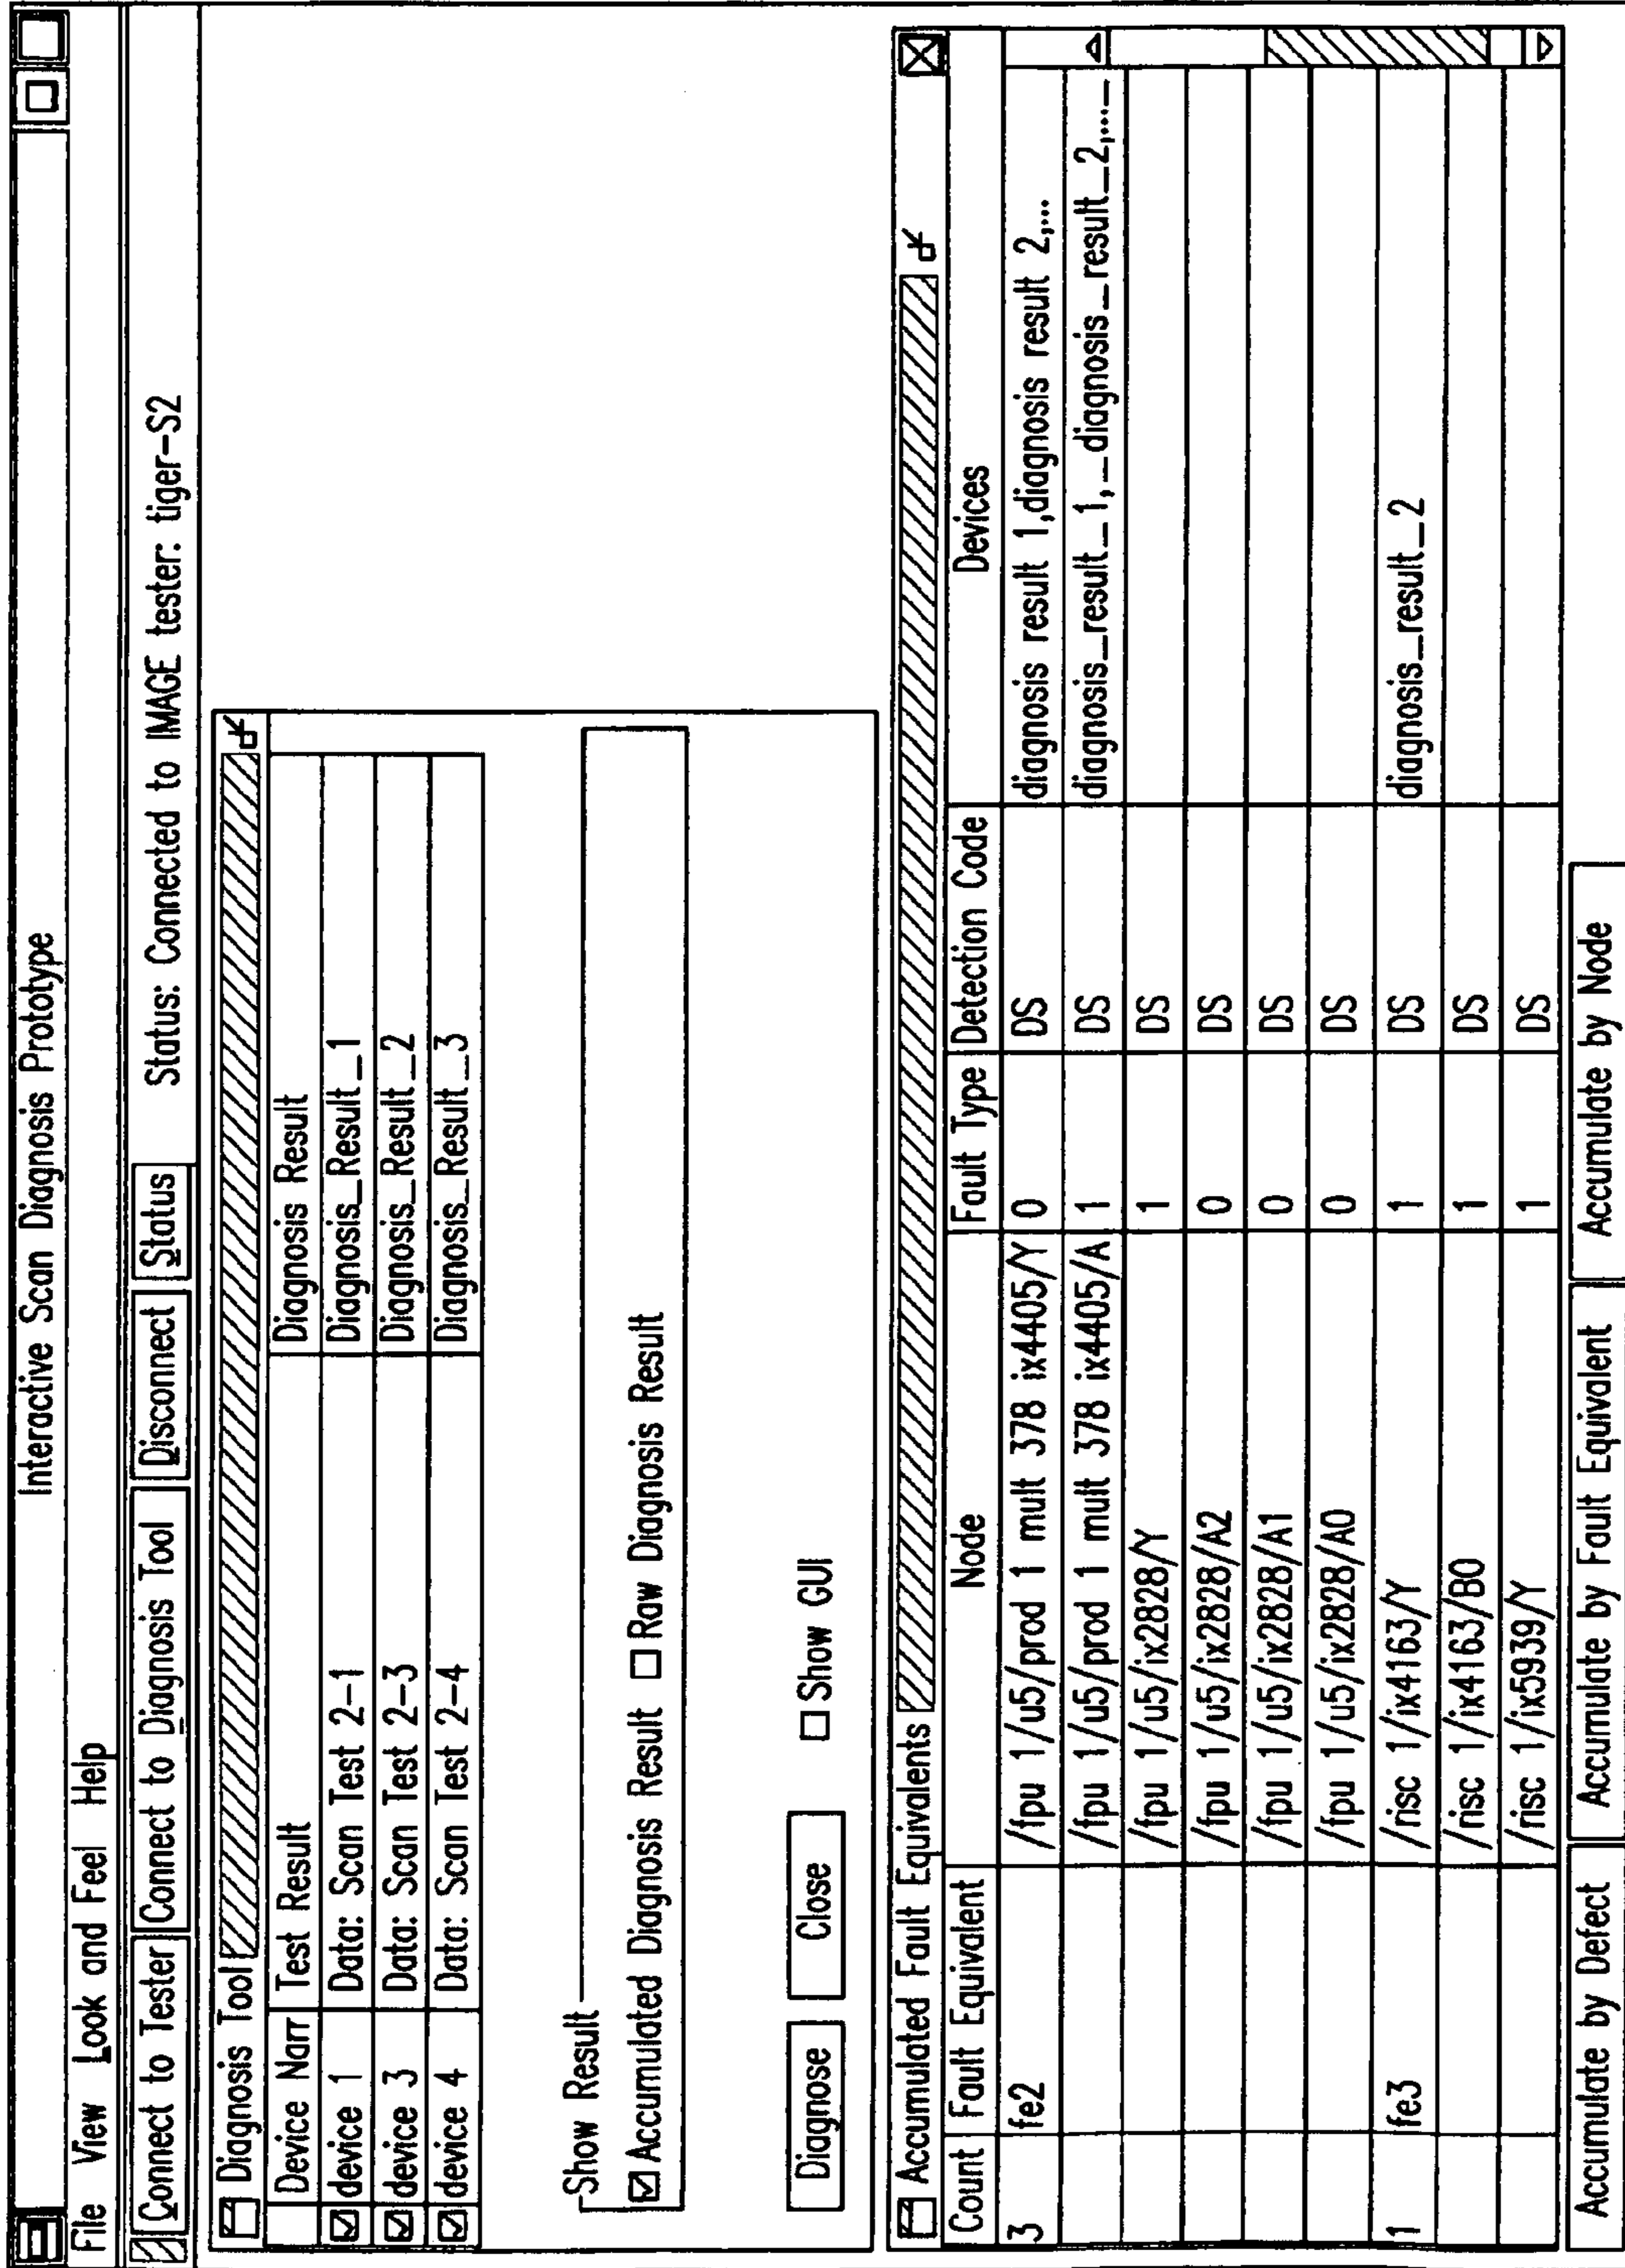 Interactive Scan Diagnosis Prototype
File View Look and Feel Help
Connect to Tester Connect to Diagnosis Tool Disconnect Status Status: Connected to IMAGE tester: tiger-S2
Diagnosis Tool
Device Narr Test Result Diagnosis Result
device 1 Data: Scan Test 2-1 Diagnosis_Result_1
device 3 Data: Scan Test 2-3 Diagnosis_Result_2
device 4 Data: Scan Test 2-4 Diagnosis_Result_3
Show Result
Accumulated Diagnosis Result Raw Diagnosis Result
Diagnose Close Show GUI
Accumulated Fault Equivalents
Count Fault Equivalent Node Fault Type Detection Code Devices
3 fe2 /fpu 1/u5/prod 1 mult 378 ix4405/Y 0 DS diagnosis result 1,diagnosis result 2,...
/fpu 1/u5/prod 1 mult 378 ix4405/A 1 DS diagnosis_result_1,_diagnosis_result_2,..._
/fpu 1/u5/ix2828/Y 1 DS
/fpu 1/u5/ix2828/A2 0 DS
/fpu 1/u5/ix2828/A1 0 DS
/fpu 1/u5/ix2828/A0 0 DS
1 fe3 /risc 1/ix4163/Y 1 DS diagnosis_result_2
/risc 1/ix4163/B0 1 DS
/risc 1/ix5939/Y 1 DS
Accumulate by Defect Accumulate by Fault Equivalent Accumulate by Node